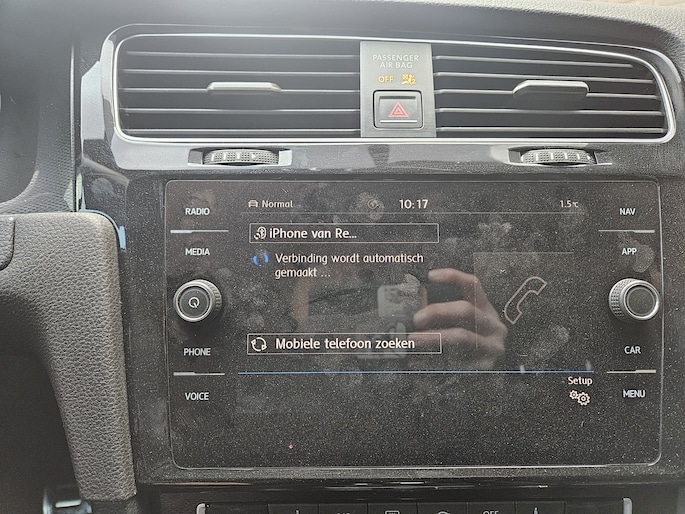 PASSENGER
AIR BAG
OFF
RADIO
Normal
10:17
1.5°C
NAV
iPhone van Re...
MEDIA
Verbinding wordt automatisch
gemaakt ...
APP
PHONE
Mobiele telefoon zoeken
CAR
Setup
VOICE
MENU
OFF